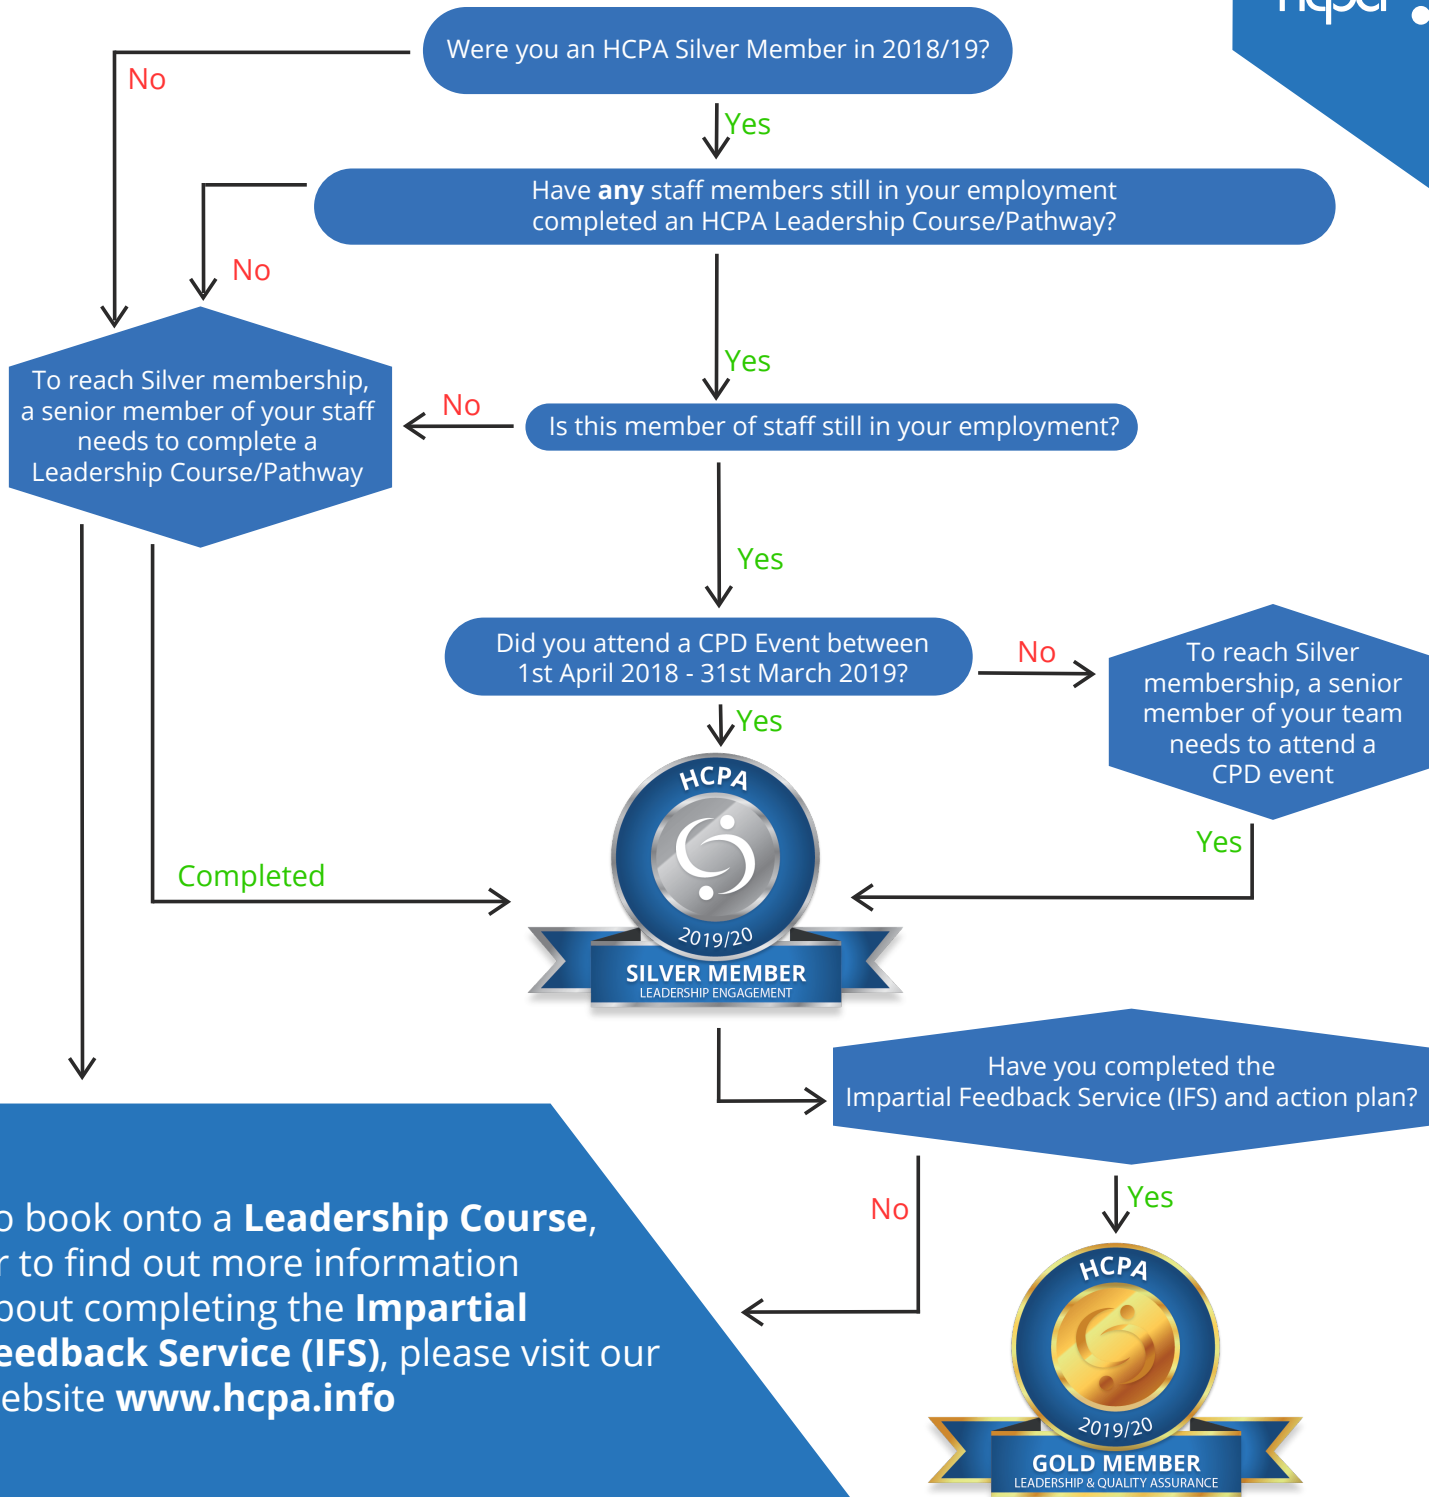 hcpa
Were you an HCPA Silver Member in 2018/19?
No
Yes
Have any staff members still in your employment
completed an HCPA Leadership Course/Pathway?
No
Yes
To reach Silver membership,
a senior member of your staff
needs to complete a
Leadership Course/Pathway
No
Is this member of staff still in your employment?
Yes
Did you attend a CPD Event between
1st April 2018 - 31st March 2019?
No
To reach Silver
membership, a senior
member of your team
needs to attend a
CPD event
Yes
HCPA
2019/20
SILVER MEMBER
LEADERSHIP ENGAGEMENT
Completed
Yes
Have you completed the
Impartial Feedback Service (IFS) and action plan?
No
Yes
HCPA
2019/20
GOLD MEMBER
LEADERSHIP & QUALITY ASSURANCE
o book onto a Leadership Course,
r to find out more information
bout completing the Impartial
eedback Service (IFS), please visit our
ebsite www.hcpa.info